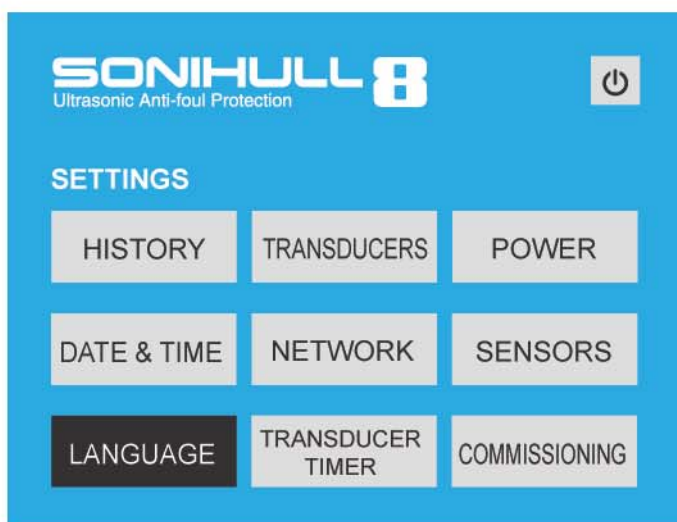 SONIHULL 8
Ultrasonic Anti-foul Protection
SETTINGS
HISTORY
TRANSDUCERS
POWER
DATE & TIME
NETWORK
SENSORS
LANGUAGE
TRANSDUCER
TIMER
COMMISSIONING